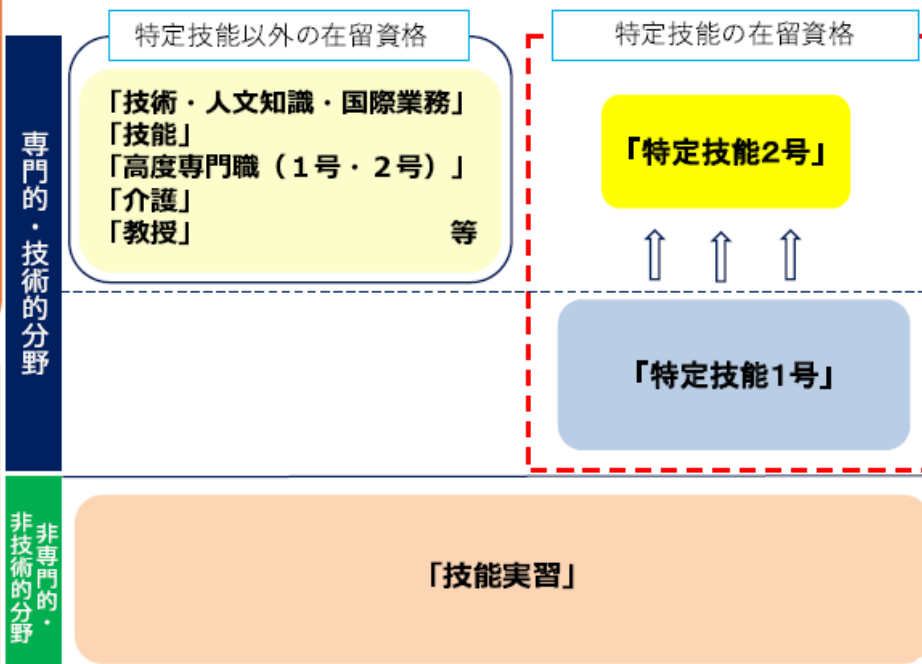 特定技能以外の在留資格
特定技能の在留資格
専門的・技術的分野
「技術・人文知識・国際業務」
「技能」
「高度専門職（１号・２号）」
「介護」
「教授」 等
「特定技能2号」
「特定技能1号」
非専門的・
非技術的分野
「技能実習」